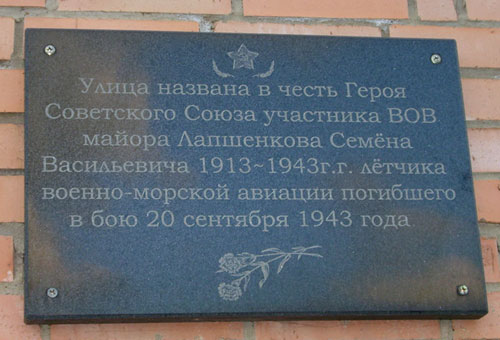 Улица названа в честь Героя
Советского Союза участника ВОВ
майора Лапшенкова Семёна
Васильевича 1913~1943г.г. лётчика
военно-морской авиации погибшего
в бою 20 сентября 1943 года